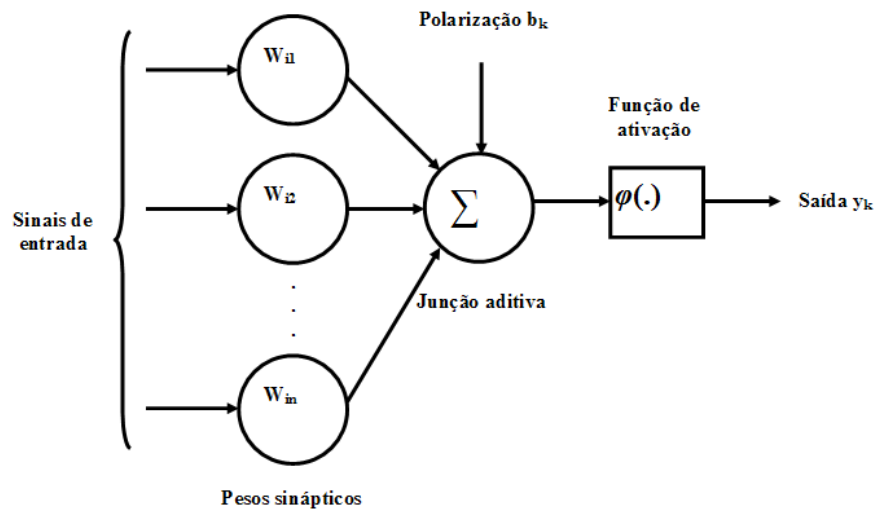 Polarização bk
Wi1
Função de
ativação
Wi2
∑
φ(.)
Saída yk
Sinais de
entrada
Junção aditiva
Win
Pesos sinápticos